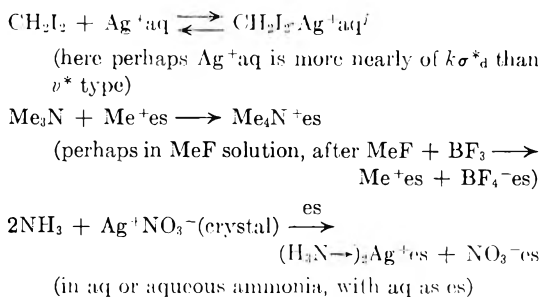 CH₂I₂ + Ag⁺aq ⇌ CH₂I₂·Ag⁺aqʲ
(here perhaps Ag⁺aq is more nearly of kσ*d than
v* type)
Me₃N + Me⁺es ⟶ Me₄N⁺es
(perhaps in MeF solution, after MeF + BF₃ ⟶
Me⁺es + BF₄⁻es)
es
2NH₃ + Ag⁺NO₃⁻(crystal) ⟶
(H₃N→)₂Ag⁺es + NO₃⁻es
(in aq or aqueous ammonia, with aq as es)